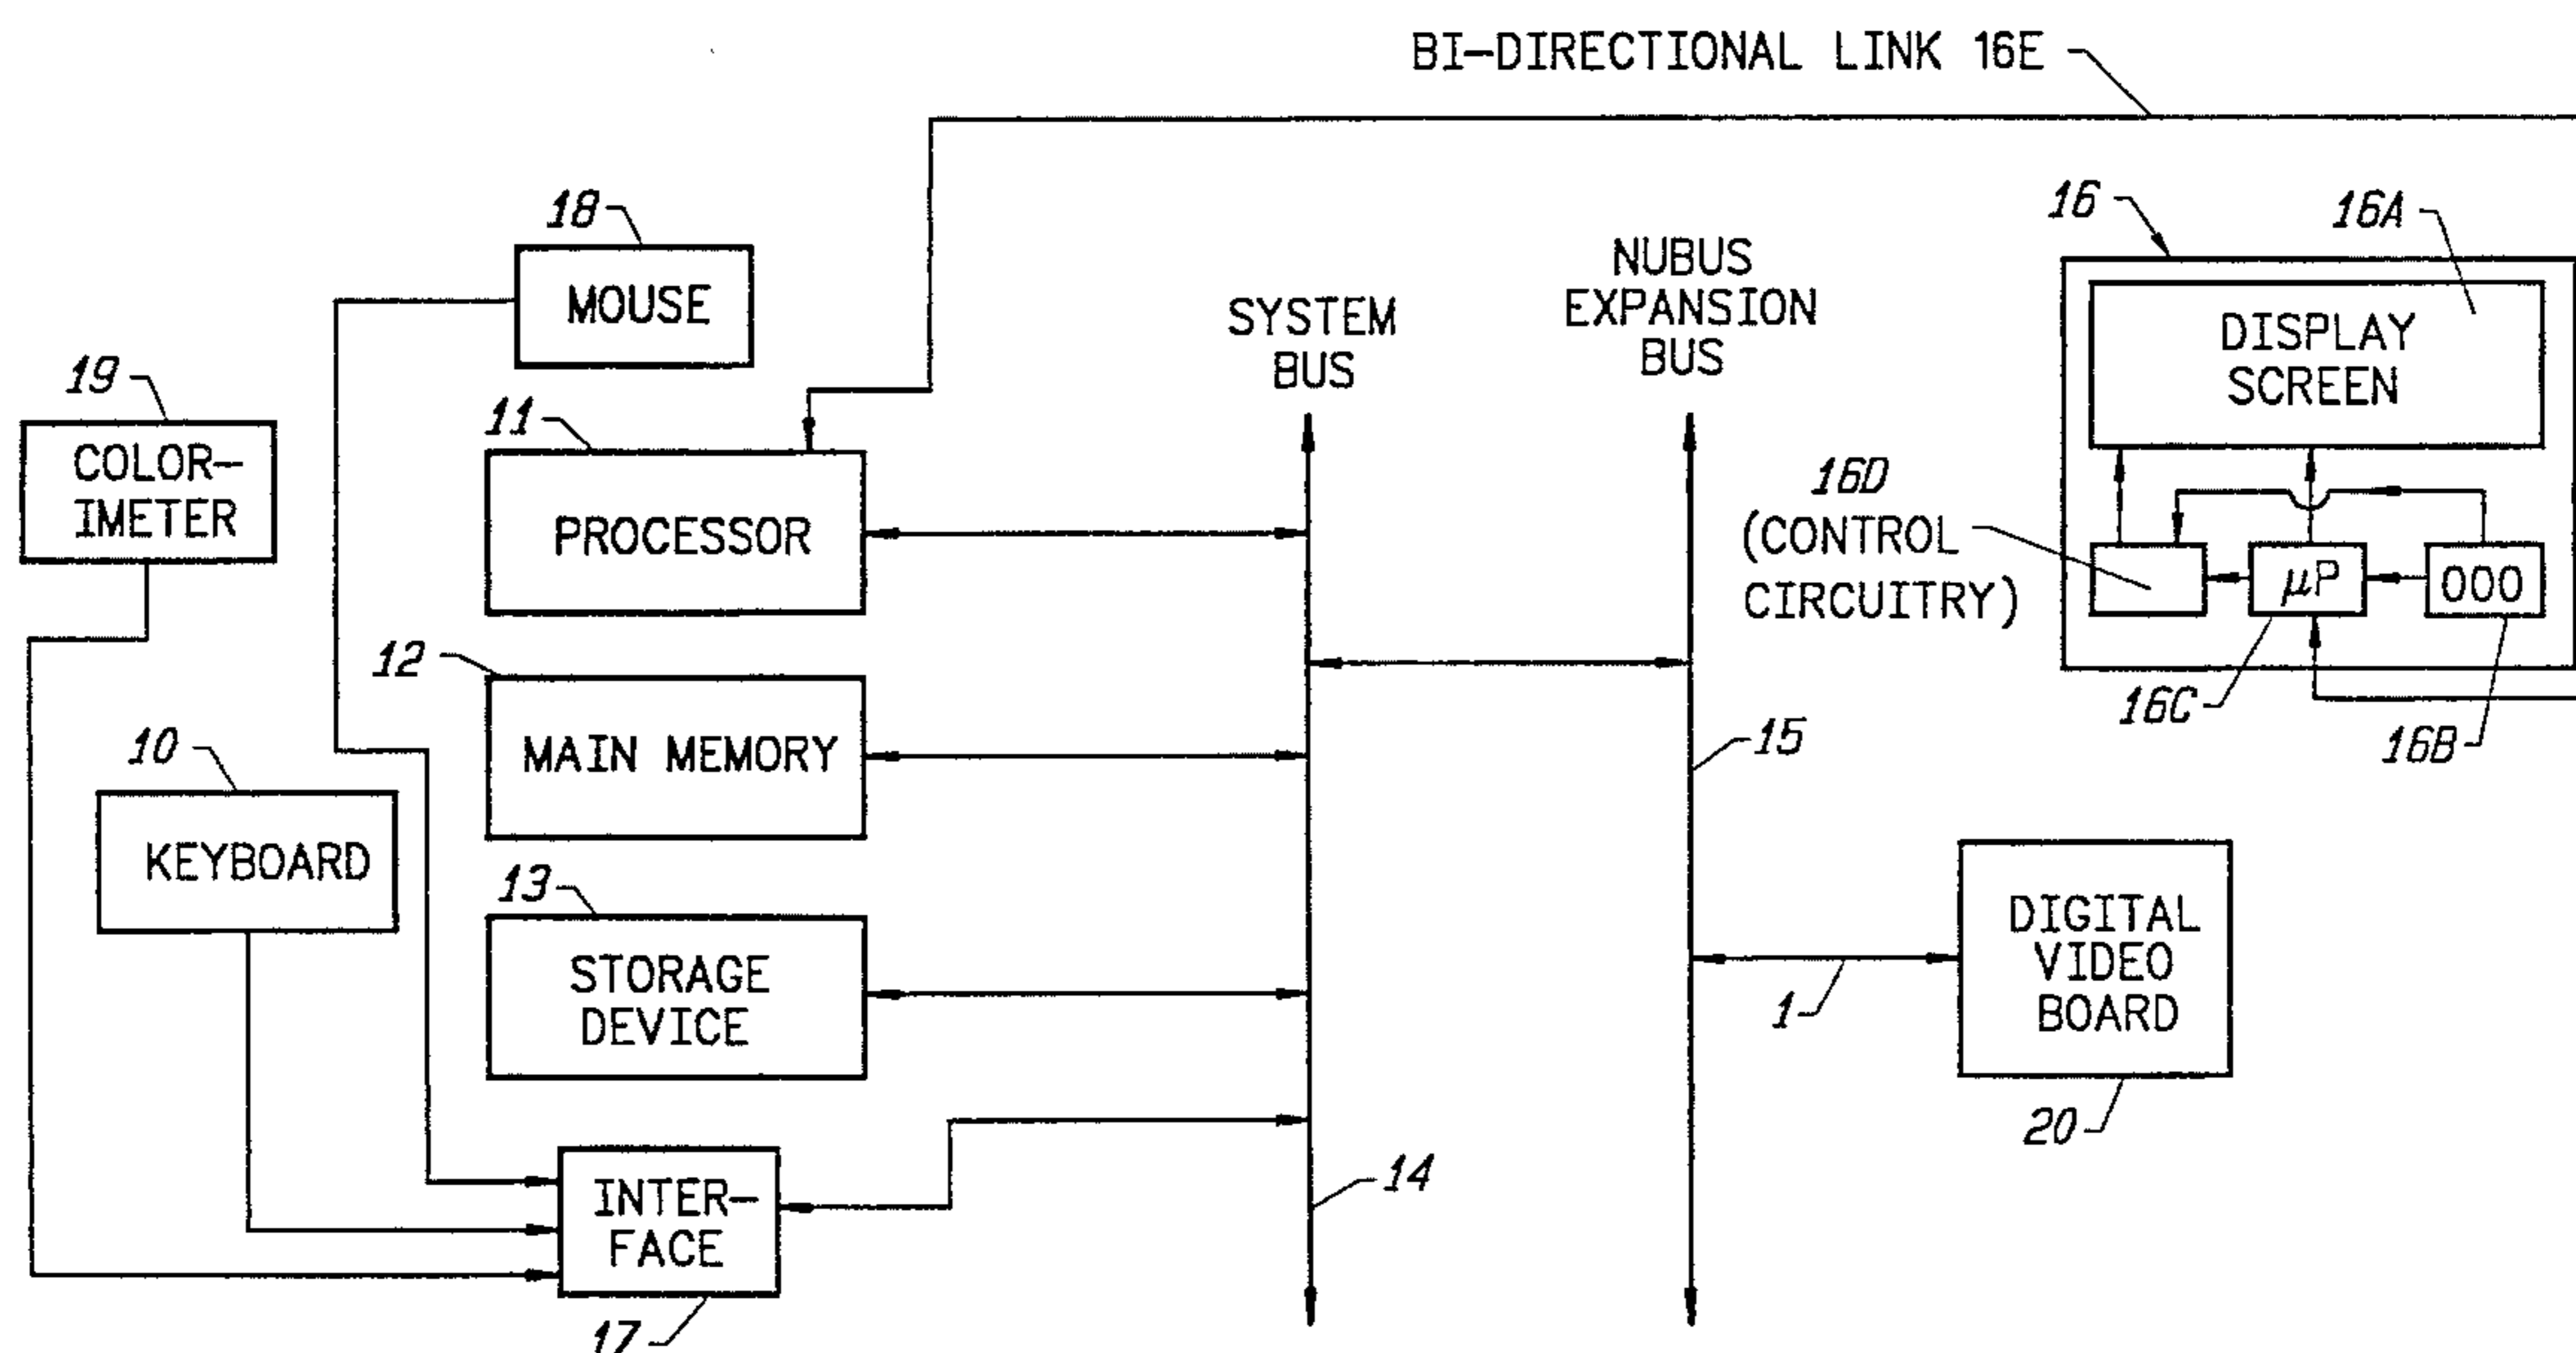 BI-DIRECTIONAL LINK 16E
18
MOUSE
19
COLOR-
IMETER
11
PROCESSOR
12
MAIN MEMORY
10
KEYBOARD
13
STORAGE
DEVICE
INTER-
FACE
17
SYSTEM
BUS
14
NUBUS
EXPANSION
BUS
15
16
16A
DISPLAY
SCREEN
16D
(CONTROL
CIRCUITRY)
μP
000
16C
16B
1
DIGITAL
VIDEO
BOARD
20